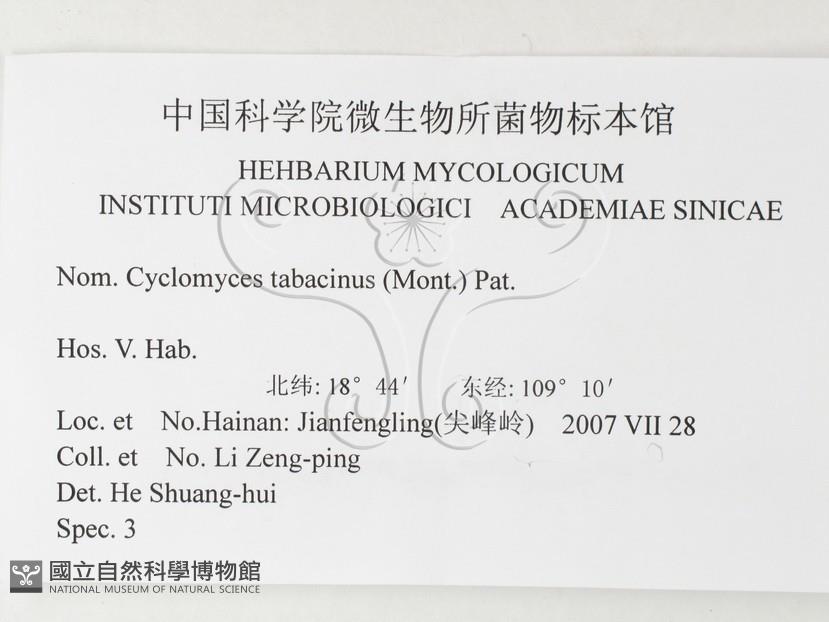 中国科学院微生物所菌物标本馆
HEHBARIUM MYCOLOGICUM
INSTITUTI MICROBIOLOGICI ACADEMIAE SINICAE
Nom. Cyclomyces tabacinus (Mont.) Pat.
Hos. V. Hab.
北纬: 18° 44′ 东经: 109° 10′
Loc. et No.Hainan: Jianfengling(尖峰岭) 2007 VII 28
Coll. et No. Li Zeng-ping
Det. He Shuang-hui
Spec. 3
國立自然科學博物館
NATIONAL MUSEUM OF NATURAL SCIENCE